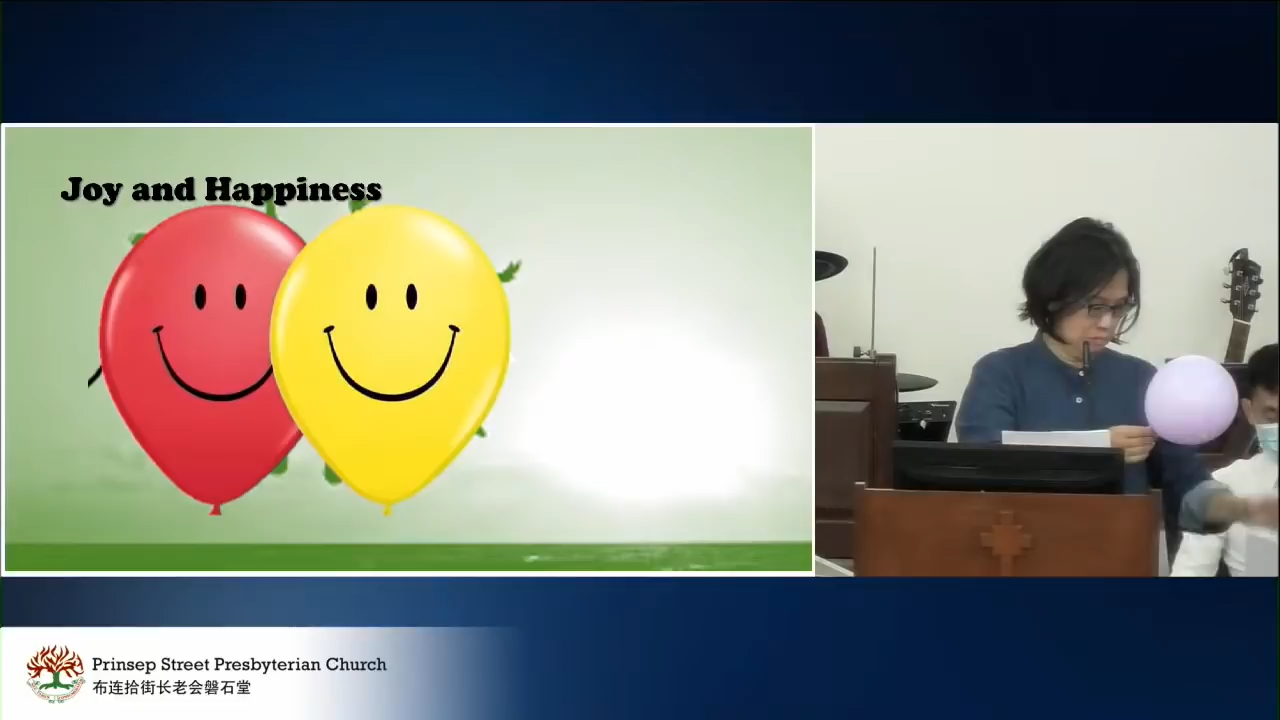 Joy and Happiness
Prinsep Street Presbyterian Church
布连拾街长老会磐石堂